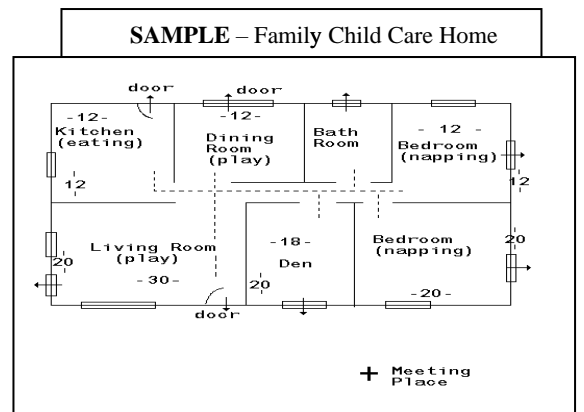 SAMPLE – Family Child Care Home
door
door
-12-
Kitchen
(eating)
12
-12-
Dining
Room
(play)
Bath
Room
- 12 -
Bedroom
(napping)
12
Living Room
(play)
20
-30-
door
-18-
Den
20
Bedroom
(napping)
20
-20-
+ Meeting
Place